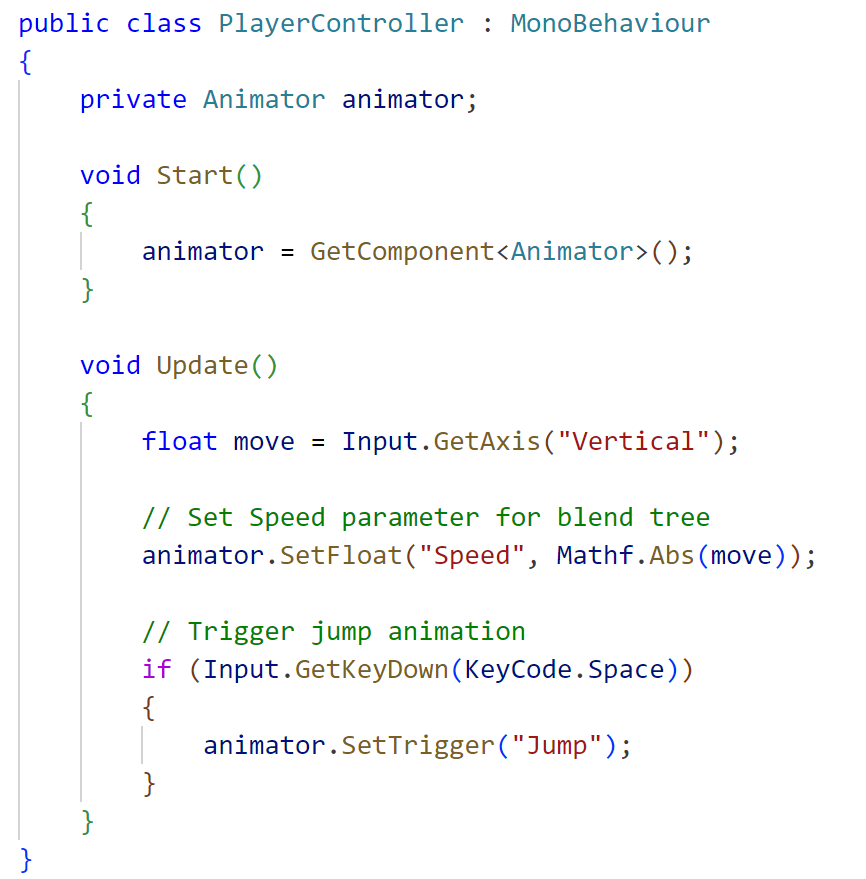 public class PlayerController : MonoBehaviour
{
    private Animator animator;

    void Start()
    {
        animator = GetComponent<Animator>();
    }

    void Update()
    {
        float move = Input.GetAxis("Vertical");

        // Set Speed parameter for blend tree
        animator.SetFloat("Speed", Mathf.Abs(move));

        // Trigger jump animation
        if (Input.GetKeyDown(KeyCode.Space))
        {
            animator.SetTrigger("Jump");
        }
    }
}